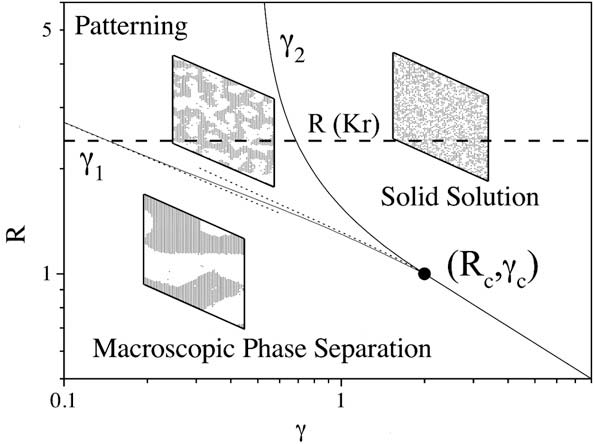 5
Patterning
γ2
R (Kr)
γ1
Solid Solution
R
1
(Rc,γc)
Macroscopic Phase Separation
0.1
1
γ